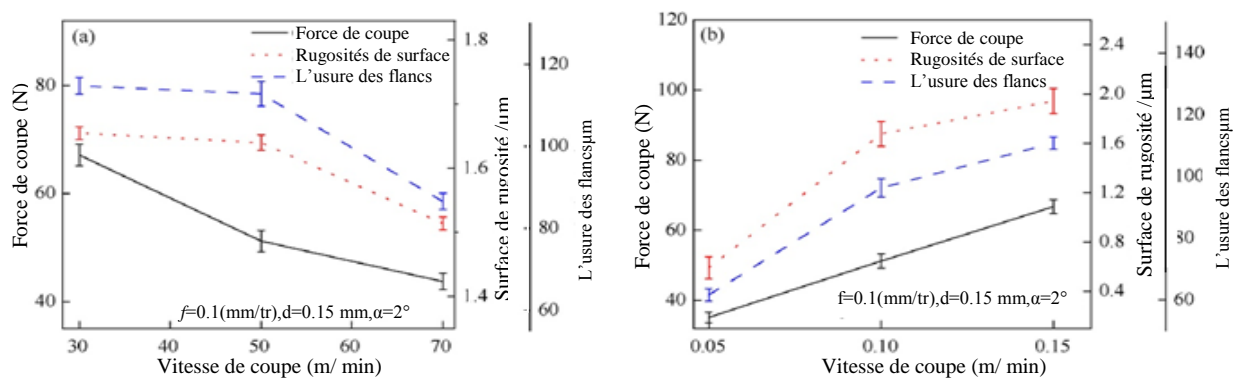 (a)
Force de coupe
Rugosités de surface
L'usure des flancs
Force de coupe (N)
80
60
40
1.8
1.6
1.4
Surface de rugosité /µm
120
100
80
60
L'usure des flancsµm
f=0.1(mm/tr),d=0.15 mm,α=2°
30 40 50 60 70
Vitesse de coupe (m/ min)
(b)
Force de coupe
Rugosités de surface
L'usure des flancs
Force de coupe (N)
120
100
80
60
40
2.4
2.0
1.6
1.2
0.8
0.4
Surface de rugosité /µm
140
120
100
80
60
L'usure des flancsµm
f=0.1(mm/tr),d=0.15 mm,α=2°
0.05 0.10 0.15
Vitesse de coupe (m/ min)